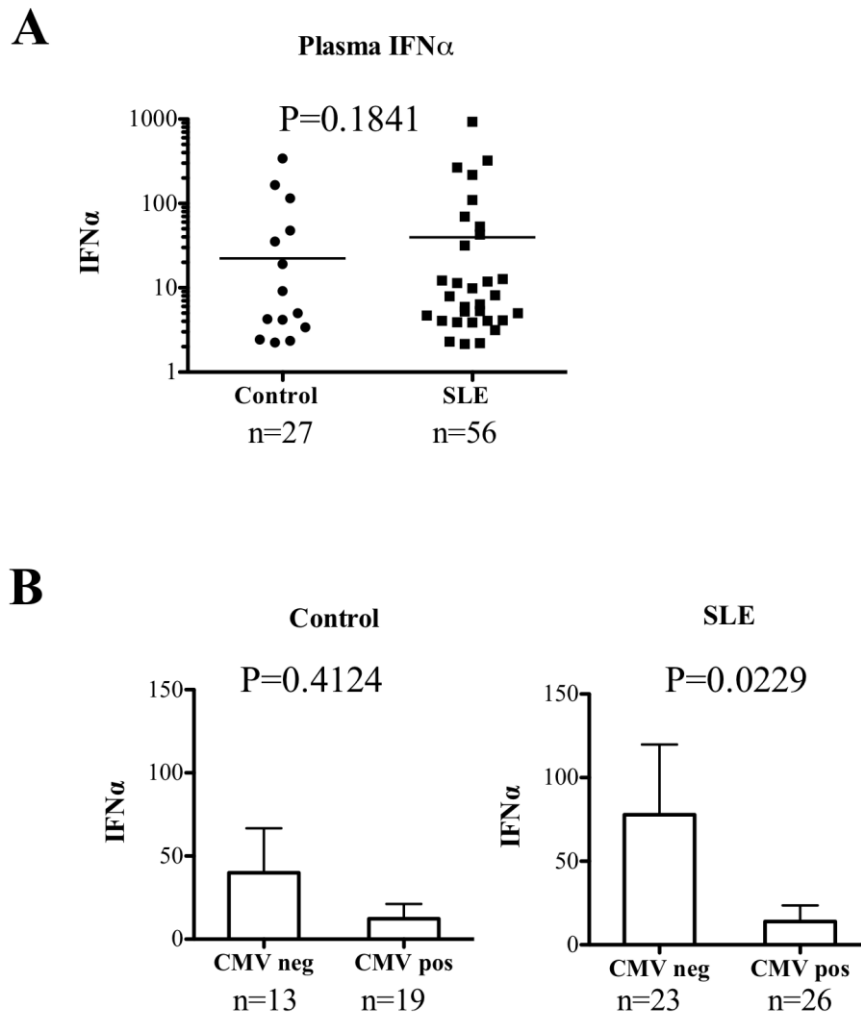 A
Plasma IFNα
P=0.1841
1000
100
10
1
IFNα
Control
SLE
n=27
n=56
B
Control
P=0.4124
150
100
50
0
IFNα
CMV neg
CMV pos
n=13
n=19
SLE
P=0.0229
150
100
50
0
IFNα
CMV neg
CMV pos
n=23
n=26